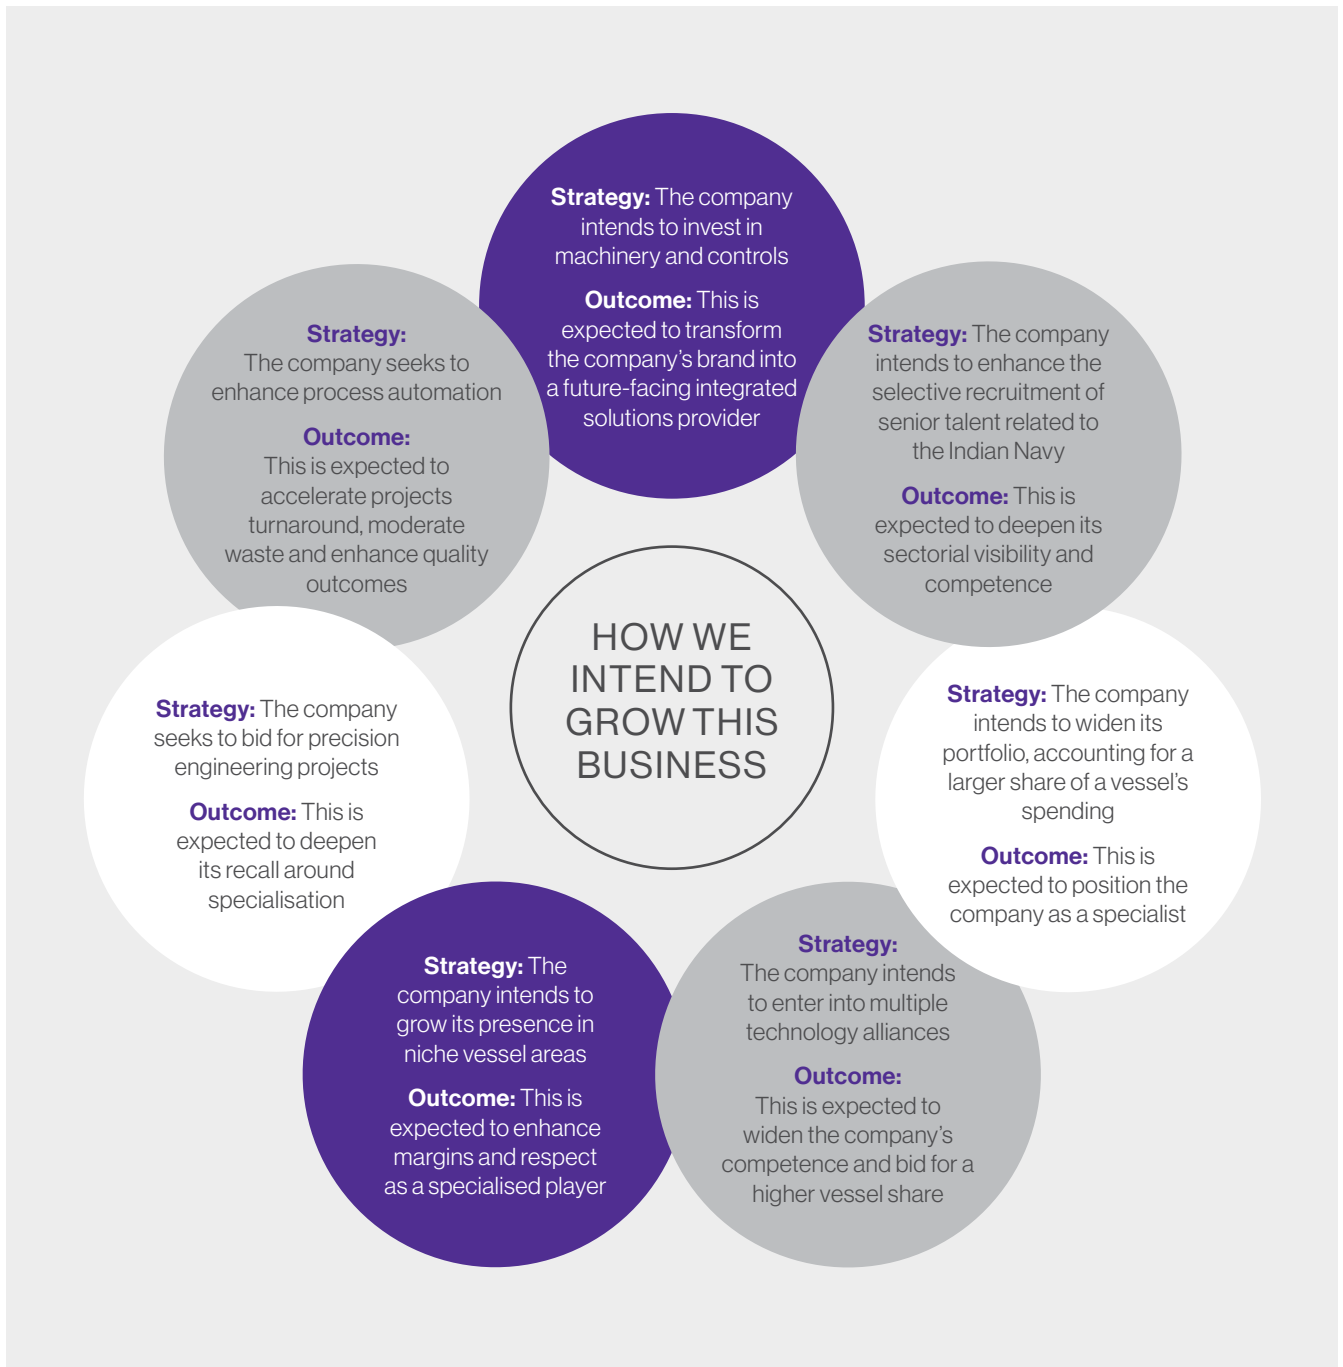 Strategy: The company
intends to invest in
machinery and controls
Outcome: This is
expected to transform
the company's brand into
a future-facing integrated
solutions provider
Strategy: The company
intends to enhance the
selective recruitment of
senior talent related to
the Indian Navy
Outcome: This is
expected to deepen its
sectorial visibility and
competence
Strategy: The company
intends to widen its
portfolio, accounting for a
larger share of a vessel's
spending
Outcome: This is
expected to position the
company as a specialist
Strategy:
The company intends
to enter into multiple
technology alliances
Outcome:
This is expected to
widen the company's
competence and bid for a
higher vessel share
Strategy: The
company intends to
grow its presence in
niche vessel areas
Outcome: This is
expected to enhance
margins and respect
as a specialised player
Strategy: The company
seeks to bid for precision
engineering projects
Outcome: This is
expected to deepen
its recall around
specialisation
Strategy:
The company seeks to
enhance process automation
Outcome:
This is expected to
accelerate projects
turnaround, moderate
waste and enhance quality
outcomes
HOW WE
INTEND TO
GROW THIS
BUSINESS